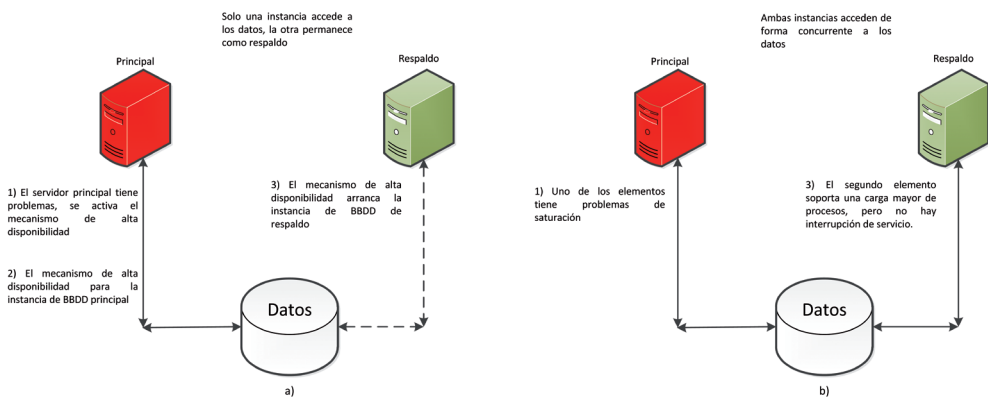 Solo una instancia accede a
los datos, la otra permanece
como respaldo
Principal
Respaldo
1) El servidor principal tiene
problemas, se activa el
mecanismo de alta
disponibilidad
2) El mecanismo de alta
disponibilidad para la
instancia de BBDD principal
3) El mecanismo de alta
disponibilidad arranca la
instancia de BBDD de
respaldo
Datos
a)
Ambas instancias acceden de
forma concurrente a los
datos
Principal
Respaldo
1) Uno de los elementos
tiene problemas de
saturación
3) El segundo elemento
soporta una carga mayor de
procesos, pero no hay
interrupción de servicio.
Datos
b)